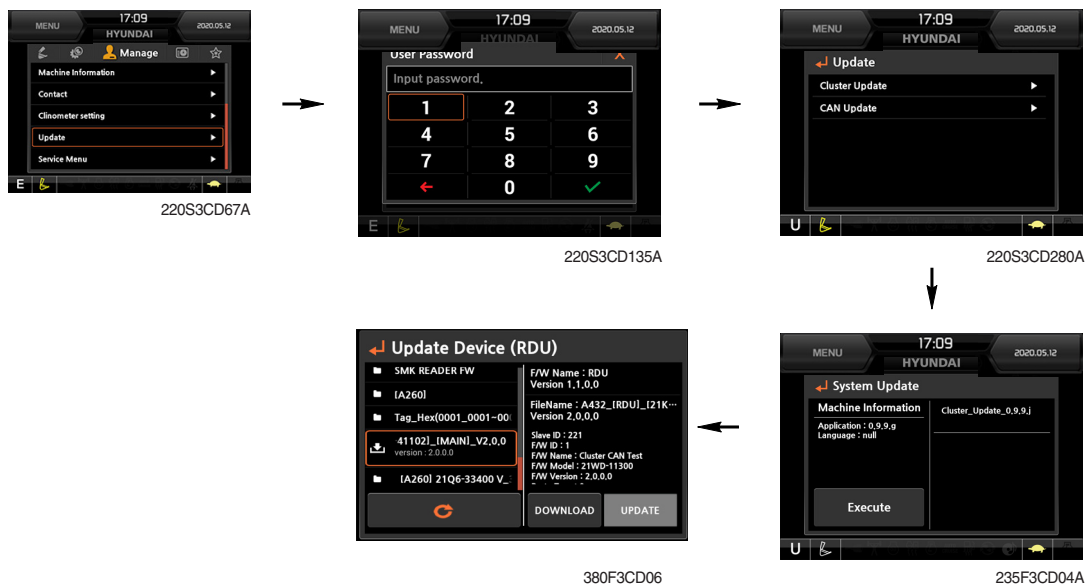 MENU
17:09
2020.05.12
HYUNDAI
Manage
Machine Information
Contact
Clinometer setting
Update
Service Menu
E
220S3CD67A
MENU
17:09
2020.05.12
HYUNDAI
User Password
Input password.
1 2 3
4 5 6
7 8 9
0
E
220S3CD135A
MENU
17:09
2020.05.12
HYUNDAI
Update
Cluster Update
CAN Update
U
220S3CD280A
Update Device (RDU)
SMK READER FW
[A260]
Tag_Hex(0001_0001~00
41102]_[MAIN]_V2,0,0
version : 2.0.0.0
[A260] 21Q6-33400 V_
F/W Name : RDU
Version 1,1,0,0
FileName : A432_[RDU]_[21K···
Version 2,0,0,0
Slave ID : 221
F/W ID : 1
F/W Name : Cluster CAN Test
F/W Model : 21WD-11300
F/W Version : 2,0,0,0
DOWNLOAD
UPDATE
380F3CD06
MENU
17:09
2020.05.12
HYUNDAI
System Update
Machine Information
Application : 0,9,9,g
Language : null
Cluster_Update_0,9,9,j
Execute
U
235F3CD04A